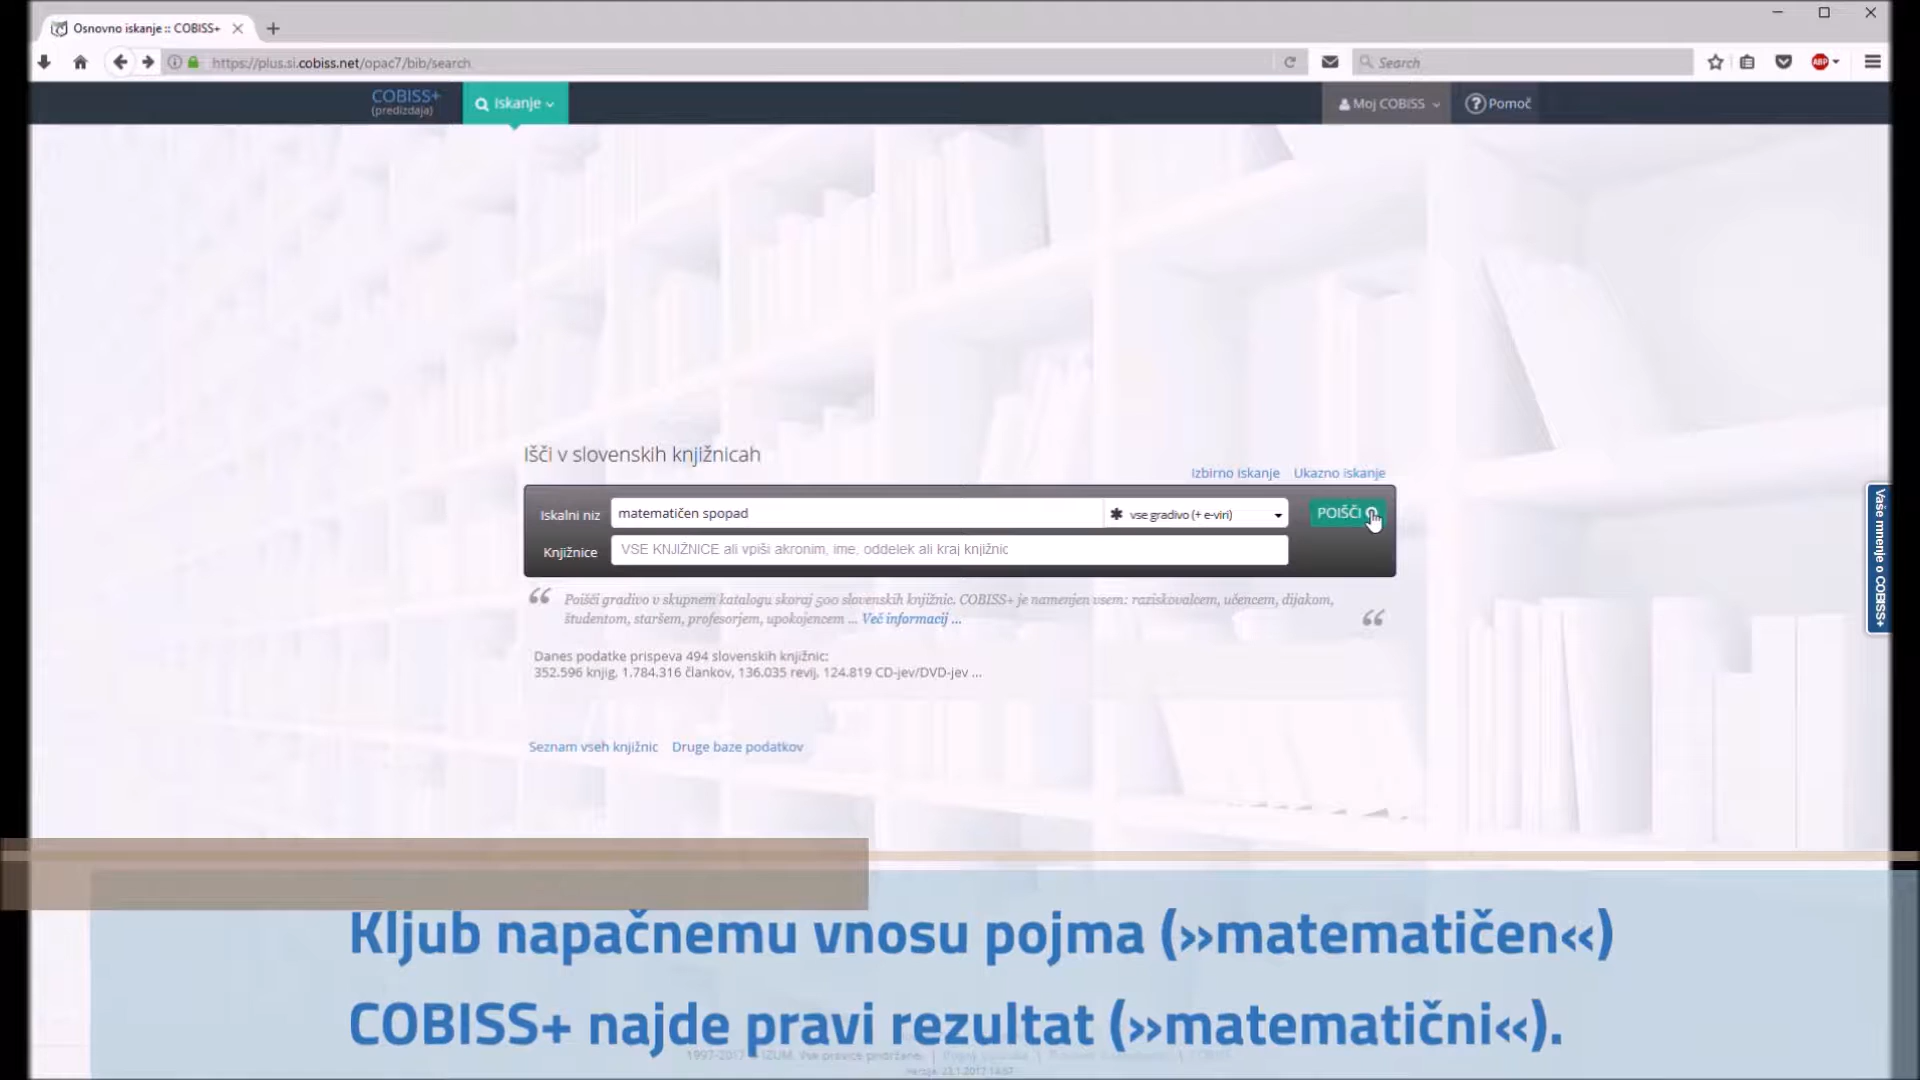 Osnovno iskanje :: COBISS+
https://plus.si.cobiss.net/opac7/bib/search
Search
ABP
COBISS+
(predizdaja)
Iskanje
Moj COBISS
Pomoč
Išči v slovenskih knjižnicah
Izbirno iskanje Ukazno iskanje
Iskalni niz matematičen spopad vse gradivo (+ e-viri) POIŠČI
Knjižnice VSE KNJIŽNICE ali vpiši akronim, ime, oddelek ali kraj knjižnic
Poišči gradivo v skupnem katalogu skoraj 500 slovenskih knjižnic. COBISS+ je namenjen vsem: raziskovalcem, učencem, dijakom,
študentom, staršem, profesorjem, upokojencem ... Več informacij ...
Danes podatke prispeva 494 slovenskih knjižnic:
352.596 knjig, 1.784.316 člankov, 136.035 revij, 124.819 CD-jev/DVD-jev ...
Seznam vseh knjižnic Druge baze podatkov
Vaše mnenje o COBISS+
Kljub napačnemu vnosu pojma (»matematičen«)
COBISS+ najde pravi rezultat (»matematični«).